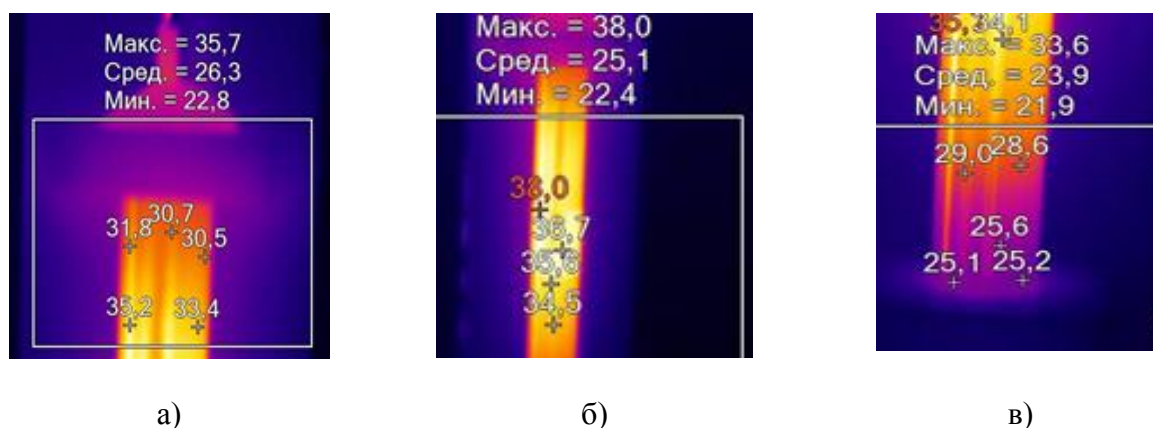 Макс. = 35,7
Сред. = 26,3
Мин. = 22,8
30,7
31,8
30,5
35,2
33,4
а)
Макс. = 38,0
Сред. = 25,1
Мин. = 22,4
38,0
36,7
35,6
34,5
б)
34,1
Макс. = 33,6
Сред. = 23,9
Мин. = 21,9
29,0
28,6
25,6
25,1
25,2
в)